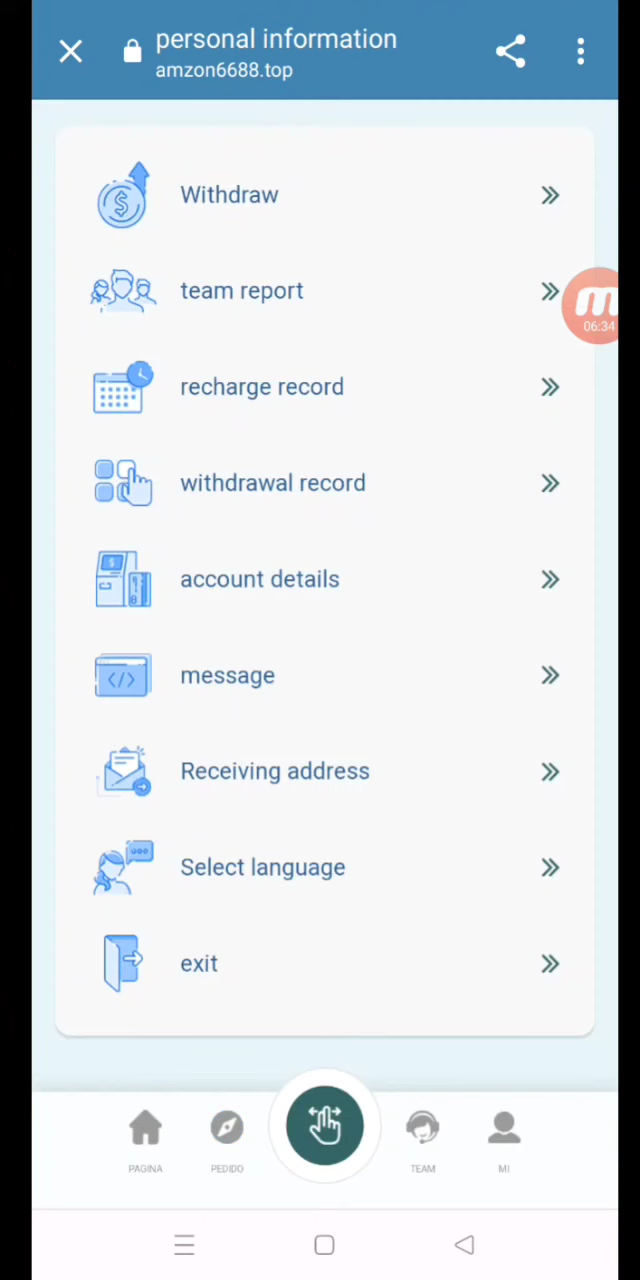 personal information
amzon6688.top
Withdraw
team report
06:34
recharge record
withdrawal record
account details
message
Receiving address
Select language
exit
PAGINA
PEDIDO
TEAM
MI